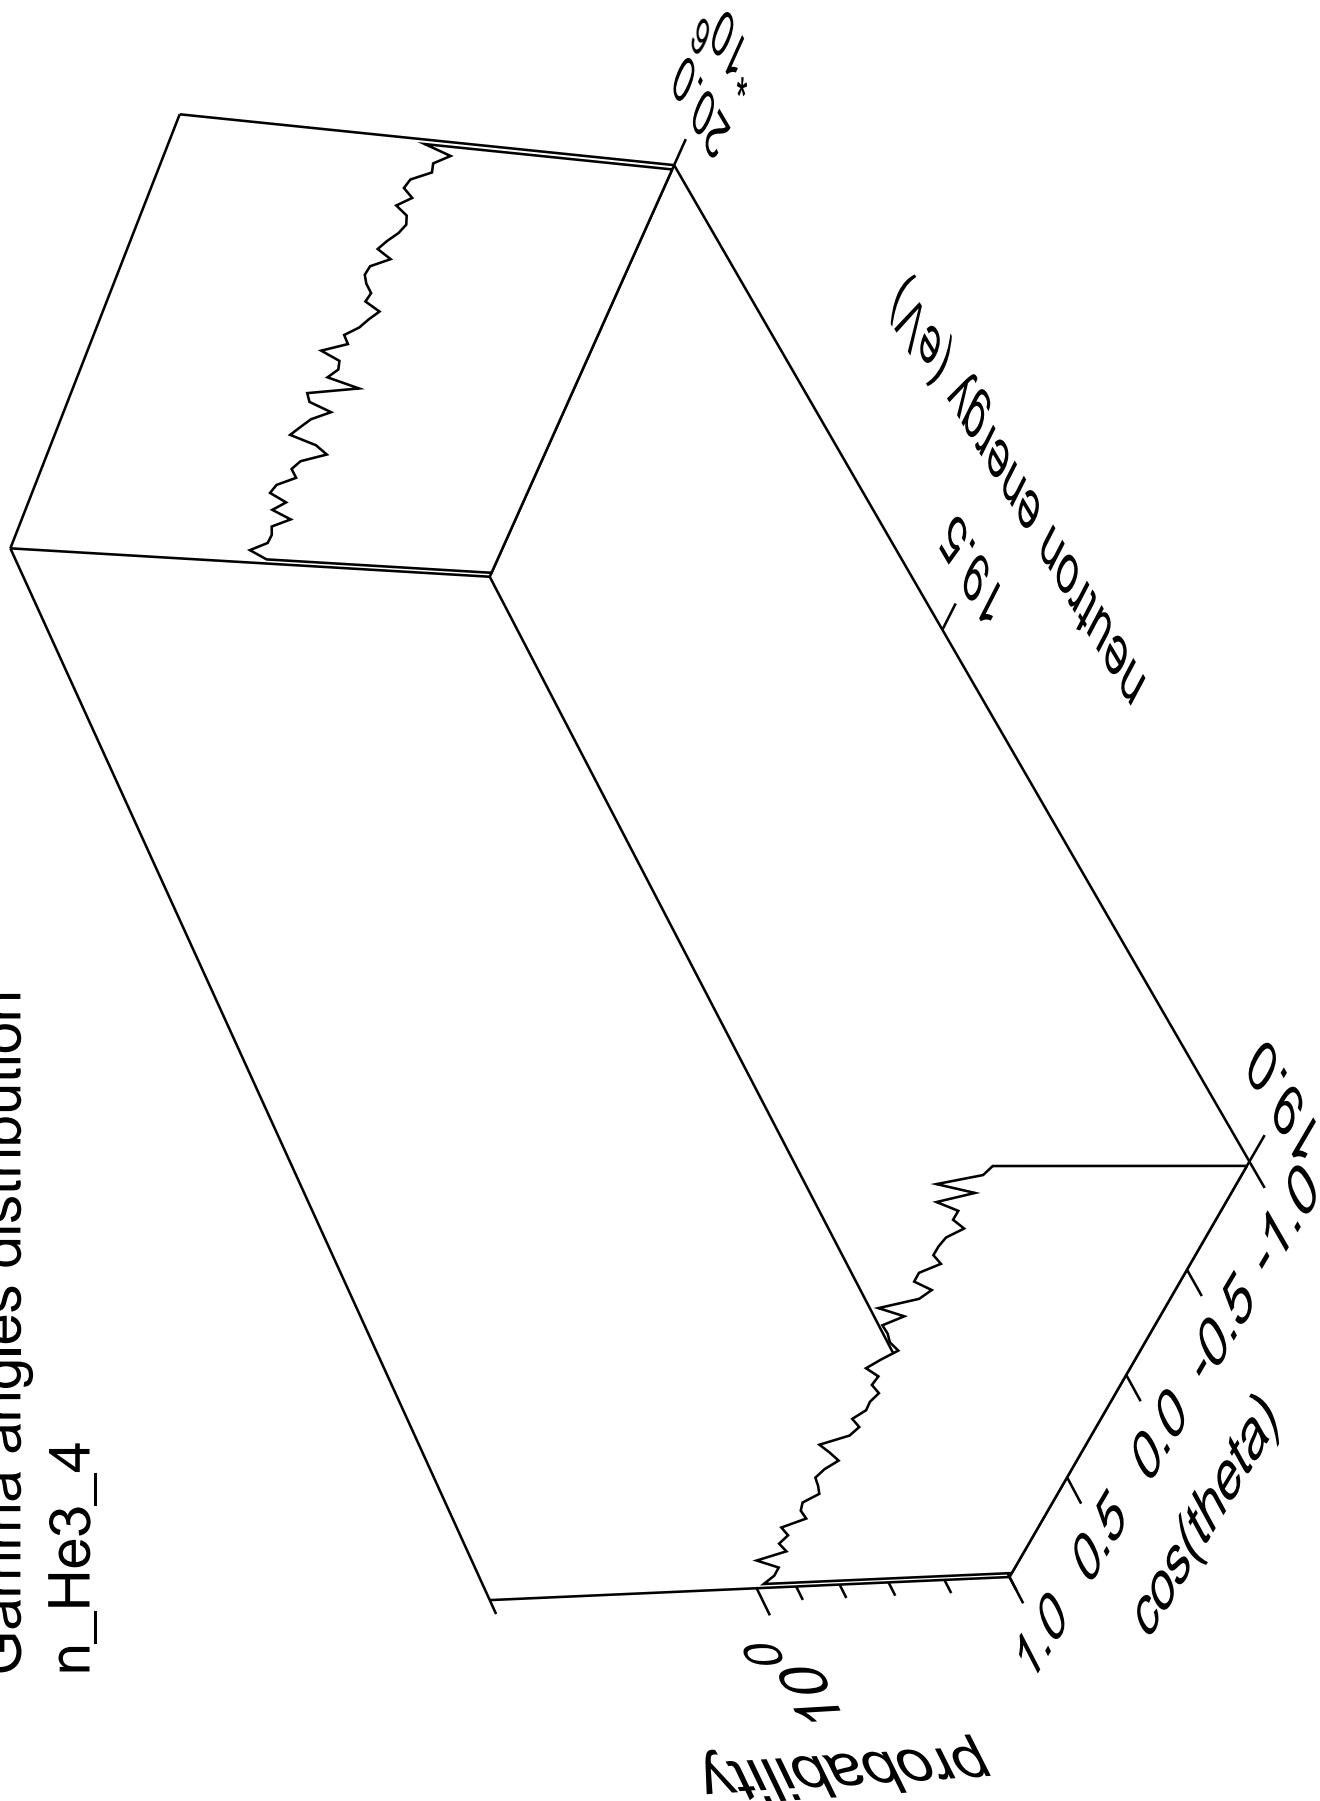 Gamma angles distribution
n_He3_4
probability
10 0
1.0
0.5
0.0
-0.5
-1.0
cos(theta)
19.0
19.5
20.0
* 10 6
neutron energy (eV)